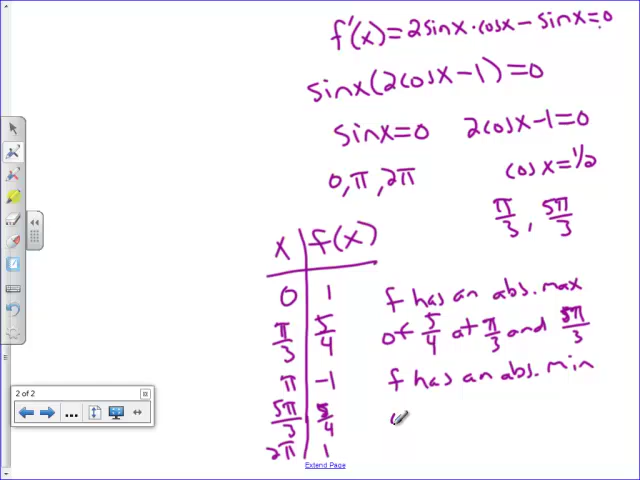 f'(x)=2sinx·cosx-sinx=0
sinx(2cosx-1)=0
sinx=0 2cosx-1=0
0, π, 2π cosx=1/2
π/3, 5π/3
x f(x)
0 1 f has an abs. max
π/3 5/4 of 5/4 at π/3 and 5π/3
π -1 f has an abs. min
5π/3 5/4
2π 1
2 of 2
Extend Page